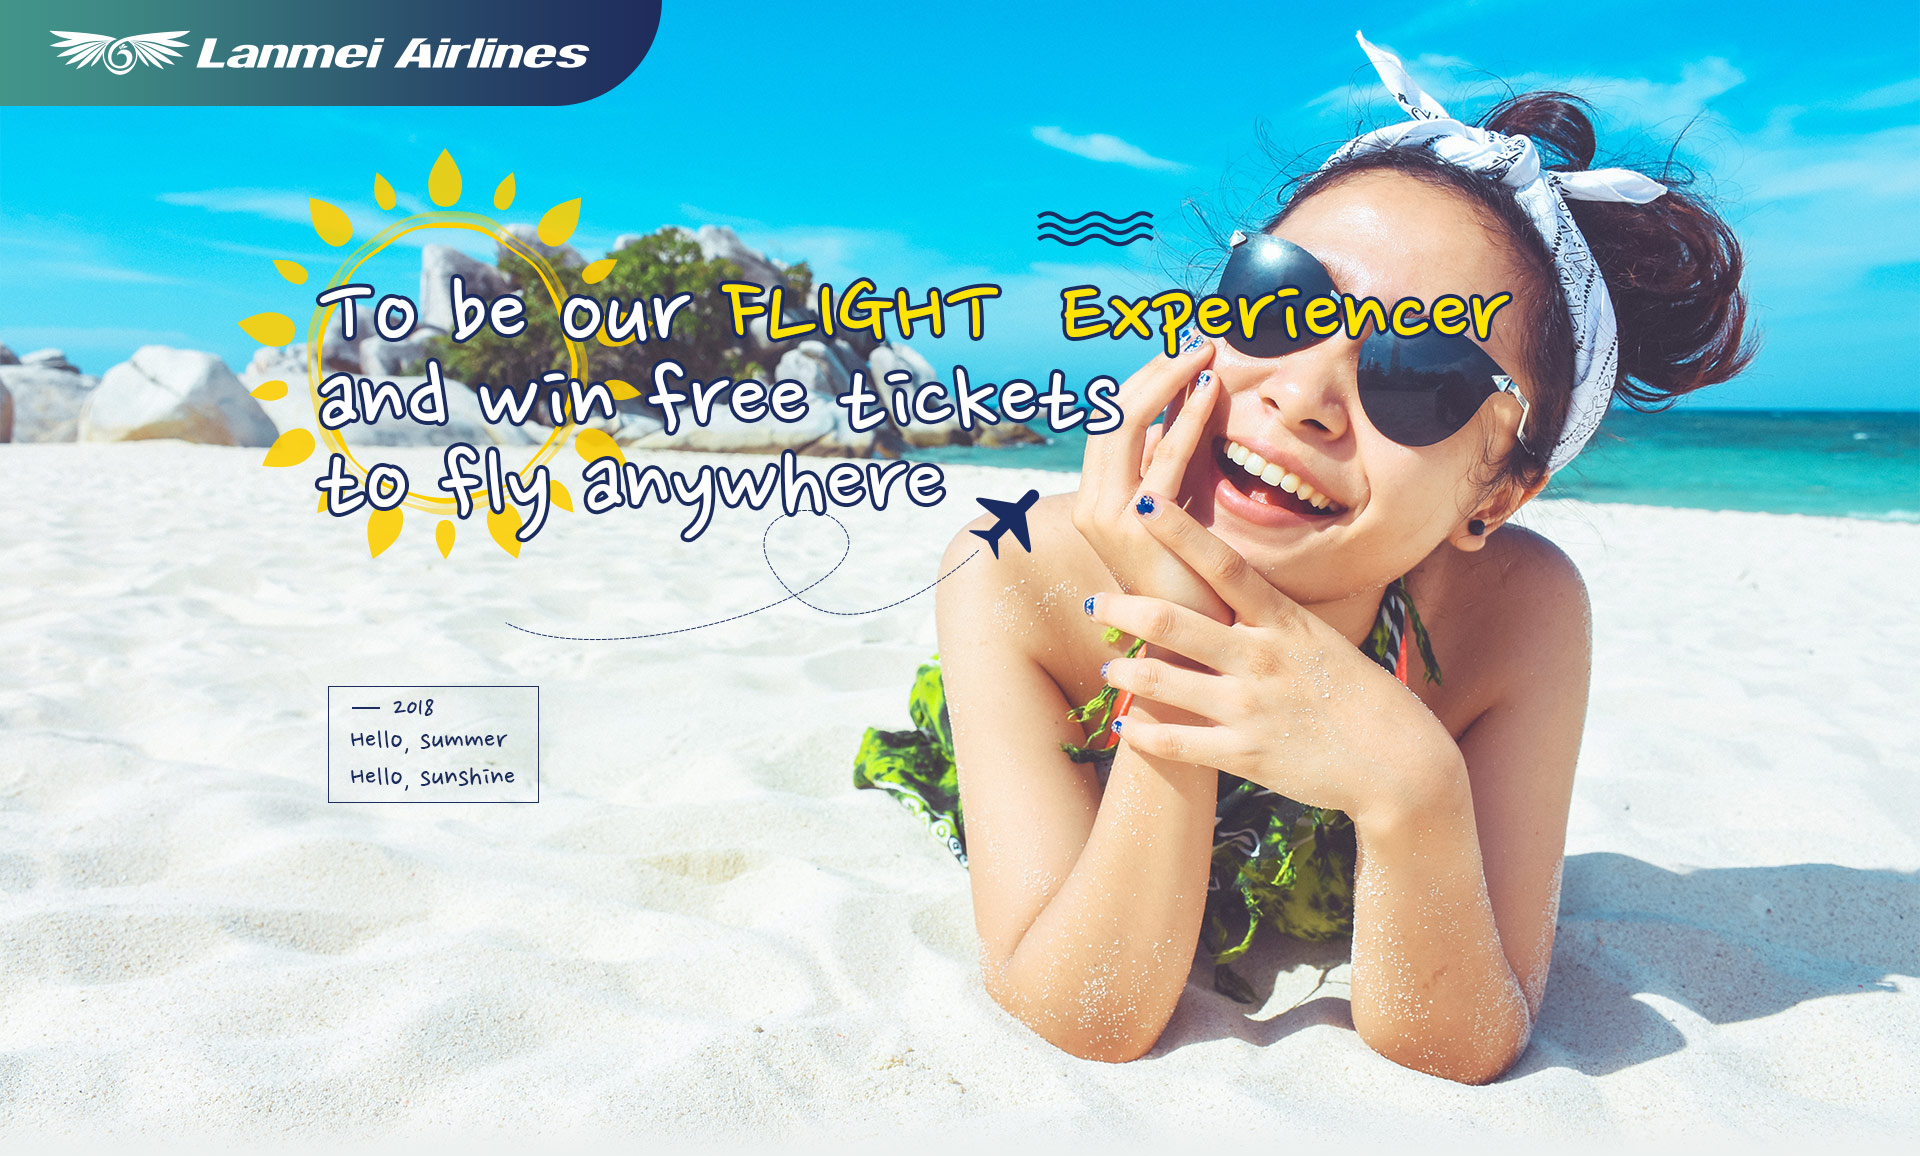 Lanmei Airlines
To be our FLIGHT Experiencer
and win free tickets
to fly anywhere
— 2018
Hello, summer
Hello, sunshine